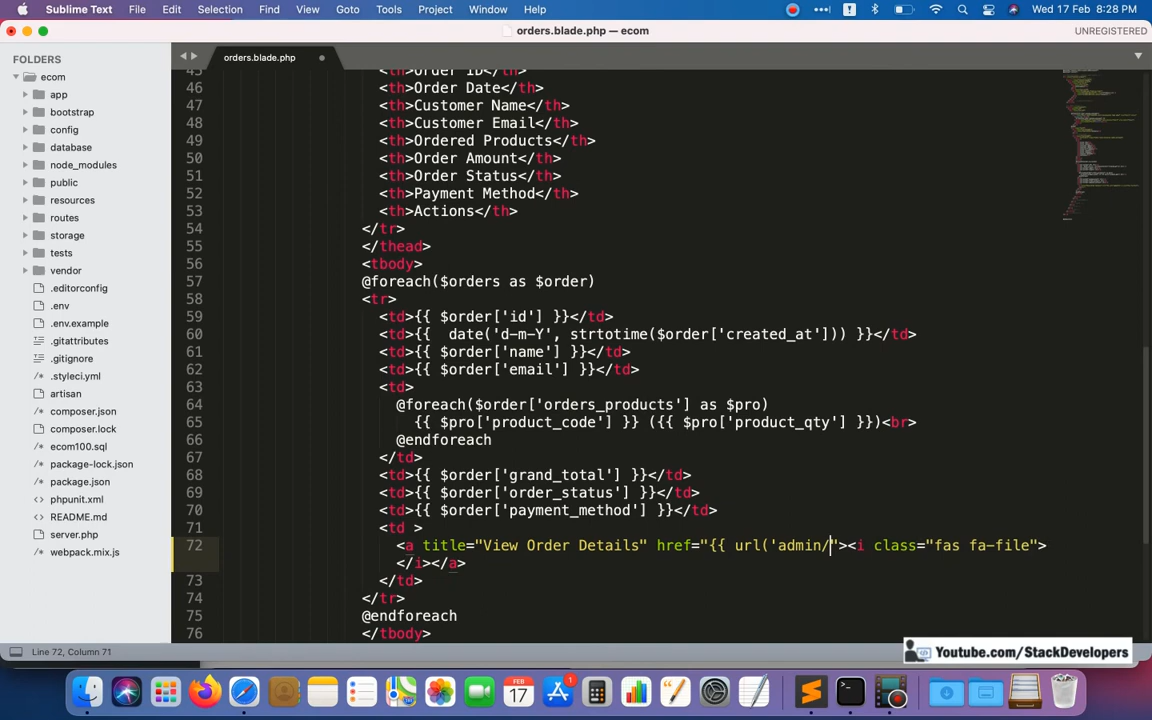 Sublime Text File Edit Selection Find View Goto Tools Project Window Help Wed 17 Feb 8:28 PM
orders.blade.php — ecom UNREGISTERED
FOLDERS
ecom
app
bootstrap
config
database
node_modules
public
resources
routes
storage
tests
vendor
.editorconfig
.env
.env.example
.gitattributes
.gitignore
.styleci.yml
artisan
composer.json
composer.lock
ecom100.sql
package-lock.json
package.json
phpunit.xml
README.md
server.php
webpack.mix.js
orders.blade.php
45 <th>Order ID</th>
46 <th>Order Date</th>
47 <th>Customer Name</th>
48 <th>Customer Email</th>
49 <th>Ordered Products</th>
50 <th>Order Amount</th>
51 <th>Order Status</th>
52 <th>Payment Method</th>
53 <th>Actions</th>
54 </tr>
55 </thead>
56 <tbody>
57 @foreach($orders as $order)
58 <tr>
59 <td>{{ $order['id'] }}</td>
60 <td>{{  date('d-m-Y', strtotime($order['created_at'])) }}</td>
61 <td>{{ $order['name'] }}</td>
62 <td>{{ $order['email'] }}</td>
63 <td>
64 @foreach($order['orders_products'] as $pro)
65 {{ $pro['product_code'] }} ({{ $pro['product_qty'] }})<br>
66 @endforeach
67 </td>
68 <td>{{ $order['grand_total'] }}</td>
69 <td>{{ $order['order_status'] }}</td>
70 <td>{{ $order['payment_method'] }}</td>
71 <td >
72 <a title="View Order Details" href="{{ url('admin/"><i class="fas fa-file">
</i></a>
73 </td>
74 </tr>
75 @endforeach
76 </tbody>
Line 72, Column 71
Youtube.com/StackDevelopers
FEB
17
1